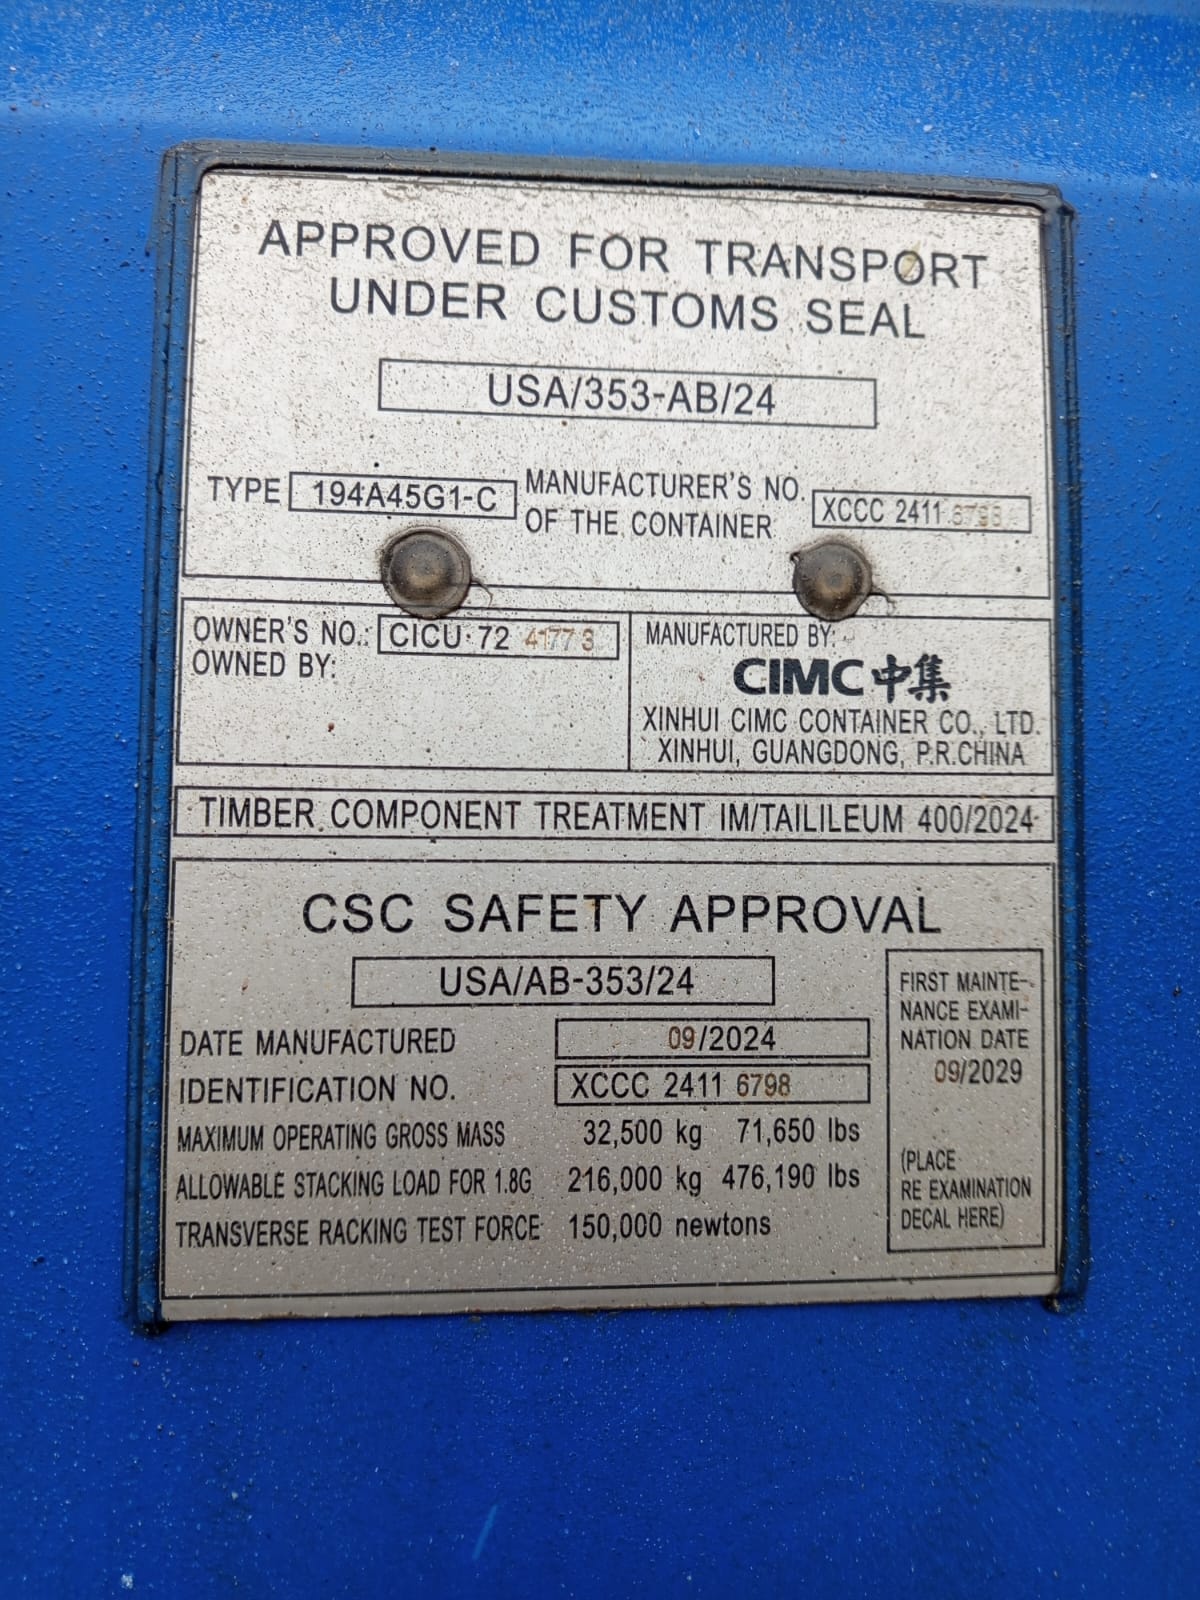 APPROVED FOR TRANSPORT
UNDER CUSTOMS SEAL
USA/353-AB/24
TYPE 194A45G1-C MANUFACTURER'S NO. OF THE CONTAINER XCCC 2411 6798
OWNER'S NO.: CICU 72 4177 3
OWNED BY:
MANUFACTURED BY:
CIMC中集
XINHUI CIMC CONTAINER CO., LTD.
XINHUI, GUANGDONG, P.R.CHINA
TIMBER COMPONENT TREATMENT IM/TAILILEUM 400/2024
CSC SAFETY APPROVAL
USA/AB-353/24
DATE MANUFACTURED 09/2024
IDENTIFICATION NO. XCCC 2411 6798
MAXIMUM OPERATING GROSS MASS 32,500 kg 71,650 lbs
ALLOWABLE STACKING LOAD FOR 1.8G 216,000 kg 476,190 lbs
TRANSVERSE RACKING TEST FORCE 150,000 newtons
FIRST MAINTE-
NANCE EXAMI-
NATION DATE
09/2029
(PLACE
RE EXAMINATION
DECAL HERE)